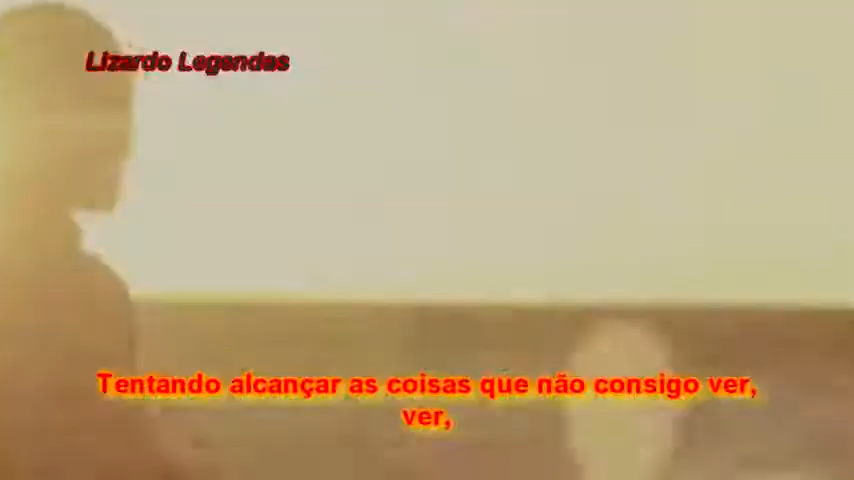 Lizardo Legendas
Tentando alcançar as coisas que não consigo ver,
ver,